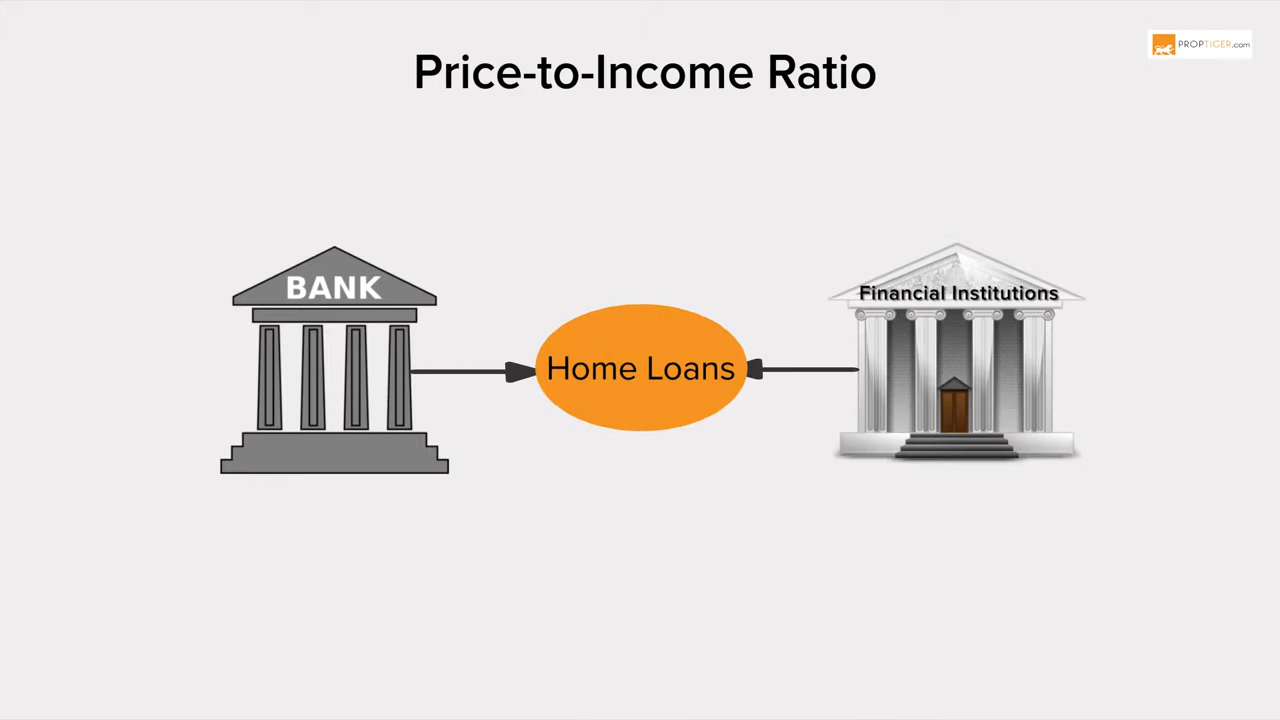 PROPTIGER.com
Price-to-Income Ratio
BANK
Financial Institutions
Home Loans